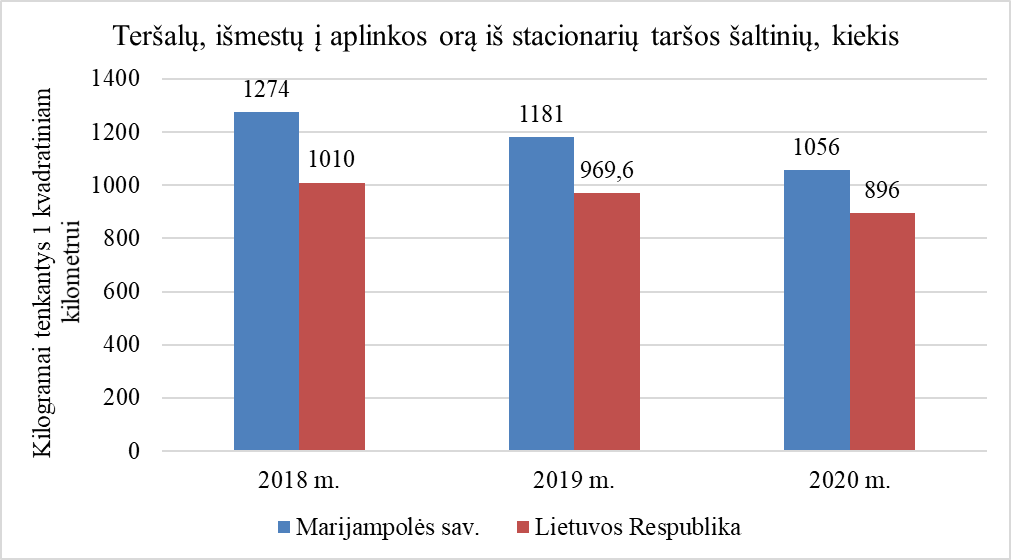 Teršalų, išmestų į aplinkos orą iš stacionarių taršos šaltinių, kiekis
Kilogramai tenkantys 1 kvadratiniam
kilometrui
1400
1200
1000
800
600
400
200
0
1274
1010
1181
969,6
1056
896
2018 m.
2019 m.
2020 m.
Marijampolės sav.
Lietuvos Respublika